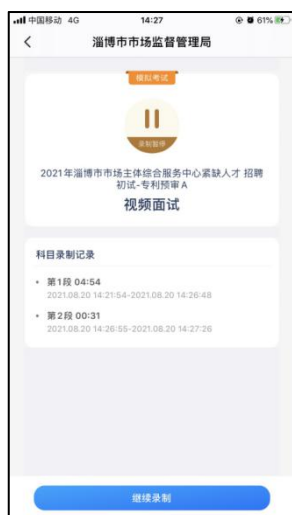 中国移动 4G 14:27 61%
淄博市市场监督管理局
模拟考试
录制暂停
2021年淄博市市场主体综合服务中心紧缺人才 招聘
初试-专利预审A
视频面试
科目录制记录
第1段 04:54
2021.08.20 14:21:54-2021.08.20 14:26:48
第2段 00:31
2021.08.20 14:26:55-2021.08.20 14:27:26
继续录制